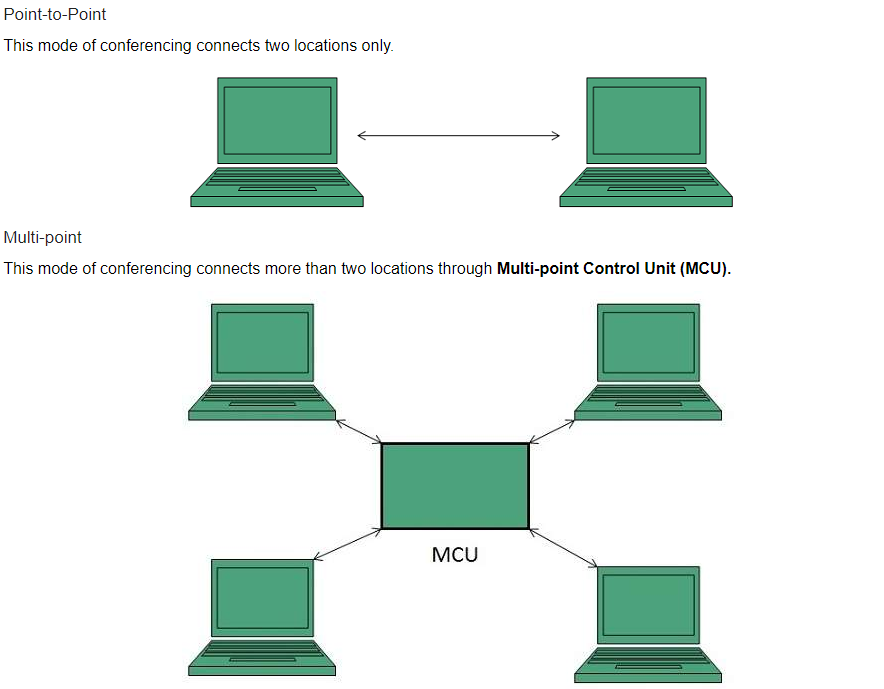 Point-to-Point
This mode of conferencing connects two locations only.
Multi-point
This mode of conferencing connects more than two locations through Multi-point Control Unit (MCU).
MCU